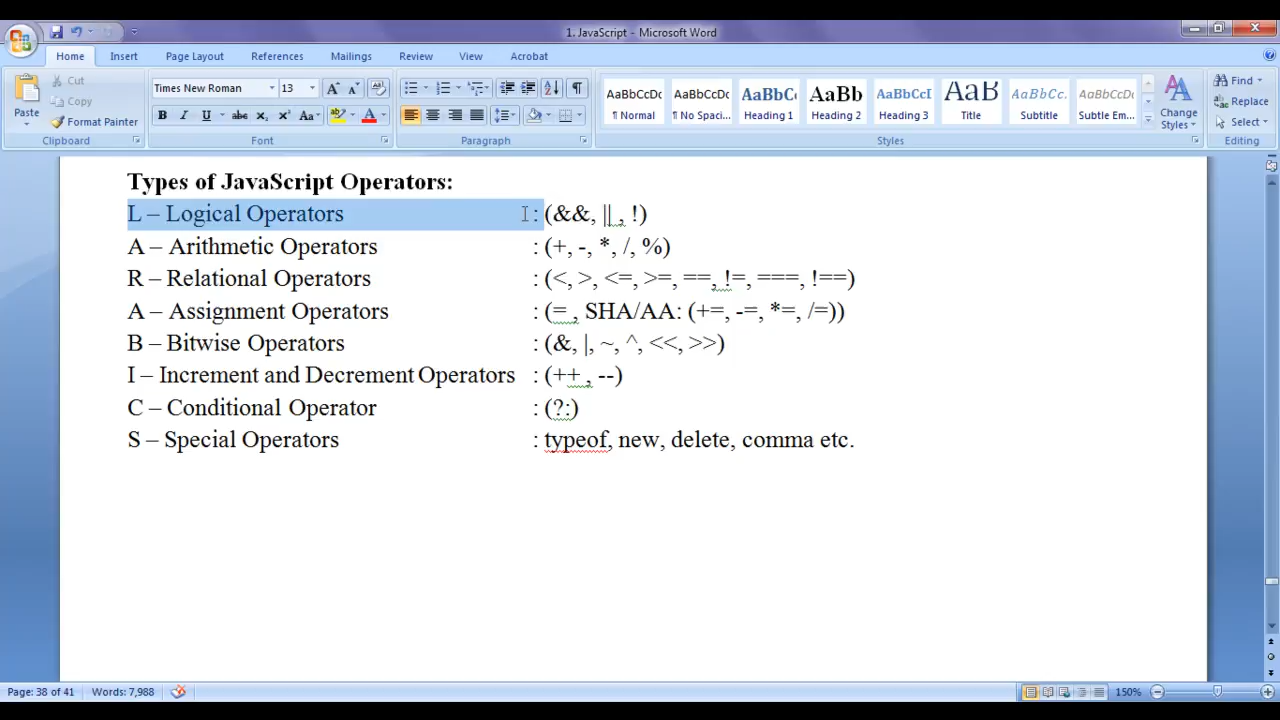 1. JavaScript - Microsoft Word
Home Insert Page Layout References Mailings Review View Acrobat
Paste
Cut
Copy
Format Painter
Clipboard
Times New Roman 13
Font
Paragraph
AaBbCcDc AaBbCcDc AaBbC AaBb AaBbCcD AaB AaBbCc. AaBbCcDc
¶ Normal ¶ No Spaci... Heading 1 Heading 2 Heading 3 Title Subtitle Subtle Em...
Change Styles
Styles
Find
Replace
Select
Editing
Types of JavaScript Operators:
L – Logical Operators : (&&, || , !)
A – Arithmetic Operators : (+, -, *, /, %)
R – Relational Operators : (<, >, <=, >=, ==, !=, ===, !==)
A – Assignment Operators : (= , SHA/AA: (+=, -=, *=, /=))
B – Bitwise Operators : (&, |, ~, ^, <<, >>)
I – Increment and Decrement Operators : (++ , --)
C – Conditional Operator : (?:)
S – Special Operators : typeof, new, delete, comma etc.
Page: 38 of 41 Words: 7,988 150%